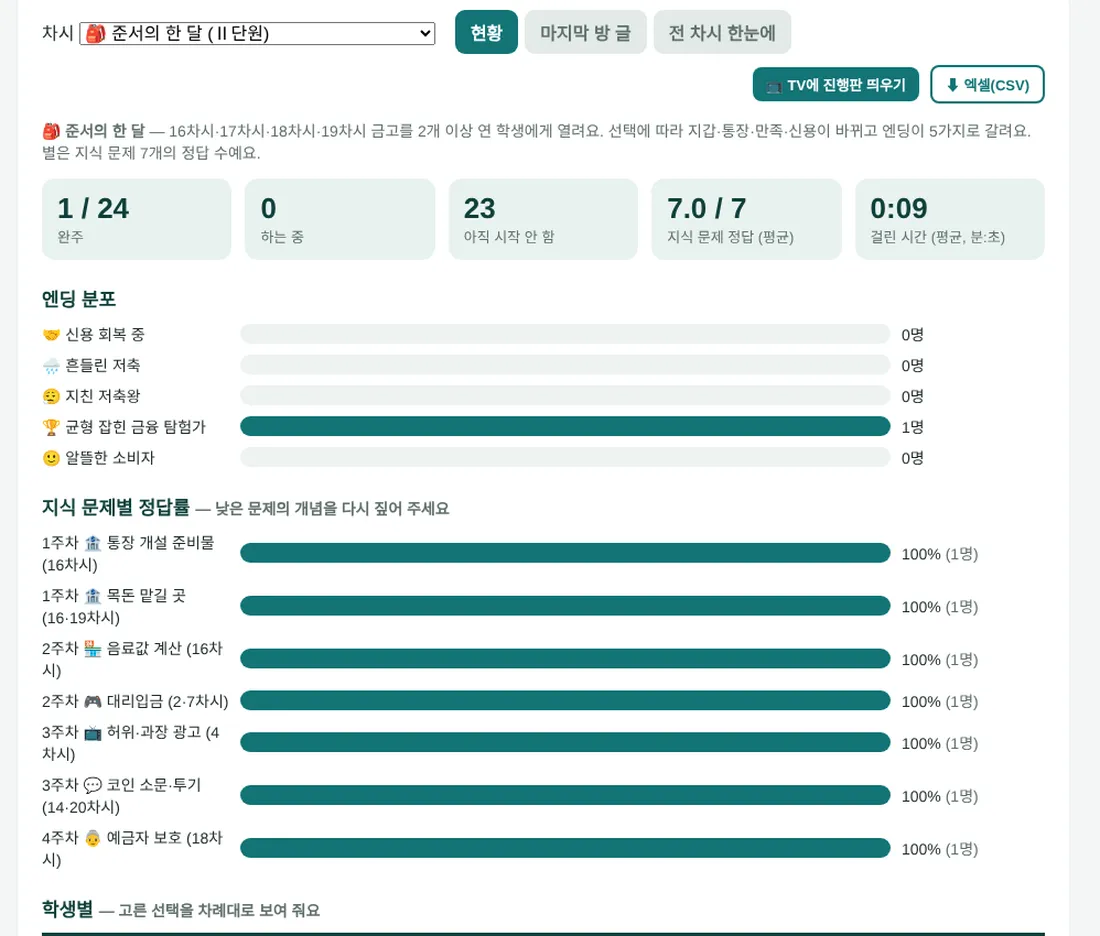 차시 🎒 준서의 한 달 (Ⅱ단원) 현황 마지막 방 글 전 차시 한눈에
📺 TV에 진행판 띄우기 ⬇ 엑셀(CSV)
🎒 준서의 한 달 — 16차시·17차시·18차시·19차시 금고를 2개 이상 연 학생에게 열려요. 선택에 따라 지갑·통장·만족·신용이 바뀌고 엔딩이 5가지로 갈려요.
별은 지식 문제 7개의 정답 수예요.
1 / 24
완주
0
하는 중
23
아직 시작 안 함
7.0 / 7
지식 문제 정답 (평균)
0:09
걸린 시간 (평균, 분:초)
엔딩 분포
🤝 신용 회복 중 0명
🌧️ 흔들린 저축 0명
😮‍💨 지친 저축왕 0명
🏆 균형 잡힌 금융 탐험가 1명
🙂 알뜰한 소비자 0명
지식 문제별 정답률 — 낮은 문제의 개념을 다시 짚어 주세요
1주차 🏦 통장 개설 준비물
(16차시) 100% (1명)
1주차 🏦 목돈 맡길 곳
(16·19차시) 100% (1명)
2주차 🏪 음료값 계산 (16차
시) 100% (1명)
2주차 🎮 대리입금 (2·7차시) 100% (1명)
3주차 📺 허위·과장 광고 (4
차시) 100% (1명)
3주차 💬 코인 소문·투기
(14·20차시) 100% (1명)
4주차 👵 예금자 보호 (18차
시) 100% (1명)
학생별 — 고른 선택을 차례대로 보여 줘요